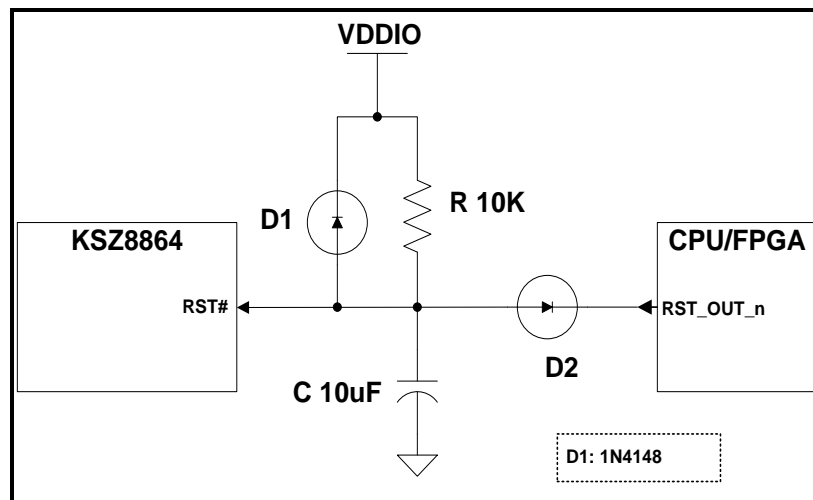 VDDIO
D1
R 10K
KSZ8864
CPU/FPGA
RST#
RST_OUT_n
D2
C 10uF
D1: 1N4148